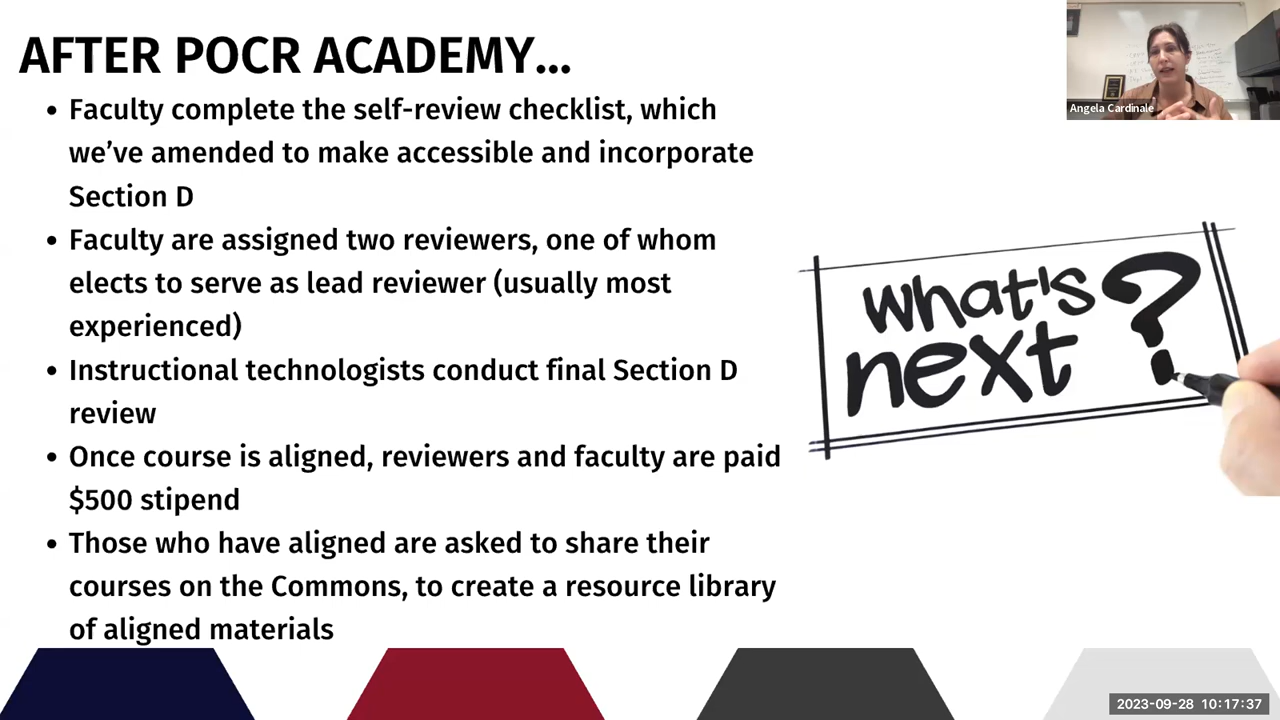 AFTER POCR ACADEMY...
• Faculty complete the self-review checklist, which
we've amended to make accessible and incorporate
Section D
• Faculty are assigned two reviewers, one of whom
elects to serve as lead reviewer (usually most
experienced)
• Instructional technologists conduct final Section D
review
• Once course is aligned, reviewers and faculty are paid
$500 stipend
• Those who have aligned are asked to share their
courses on the Commons, to create a resource library
of aligned materials
what's
next ?
Angela Cardinale
2023-09-28 10:17:37